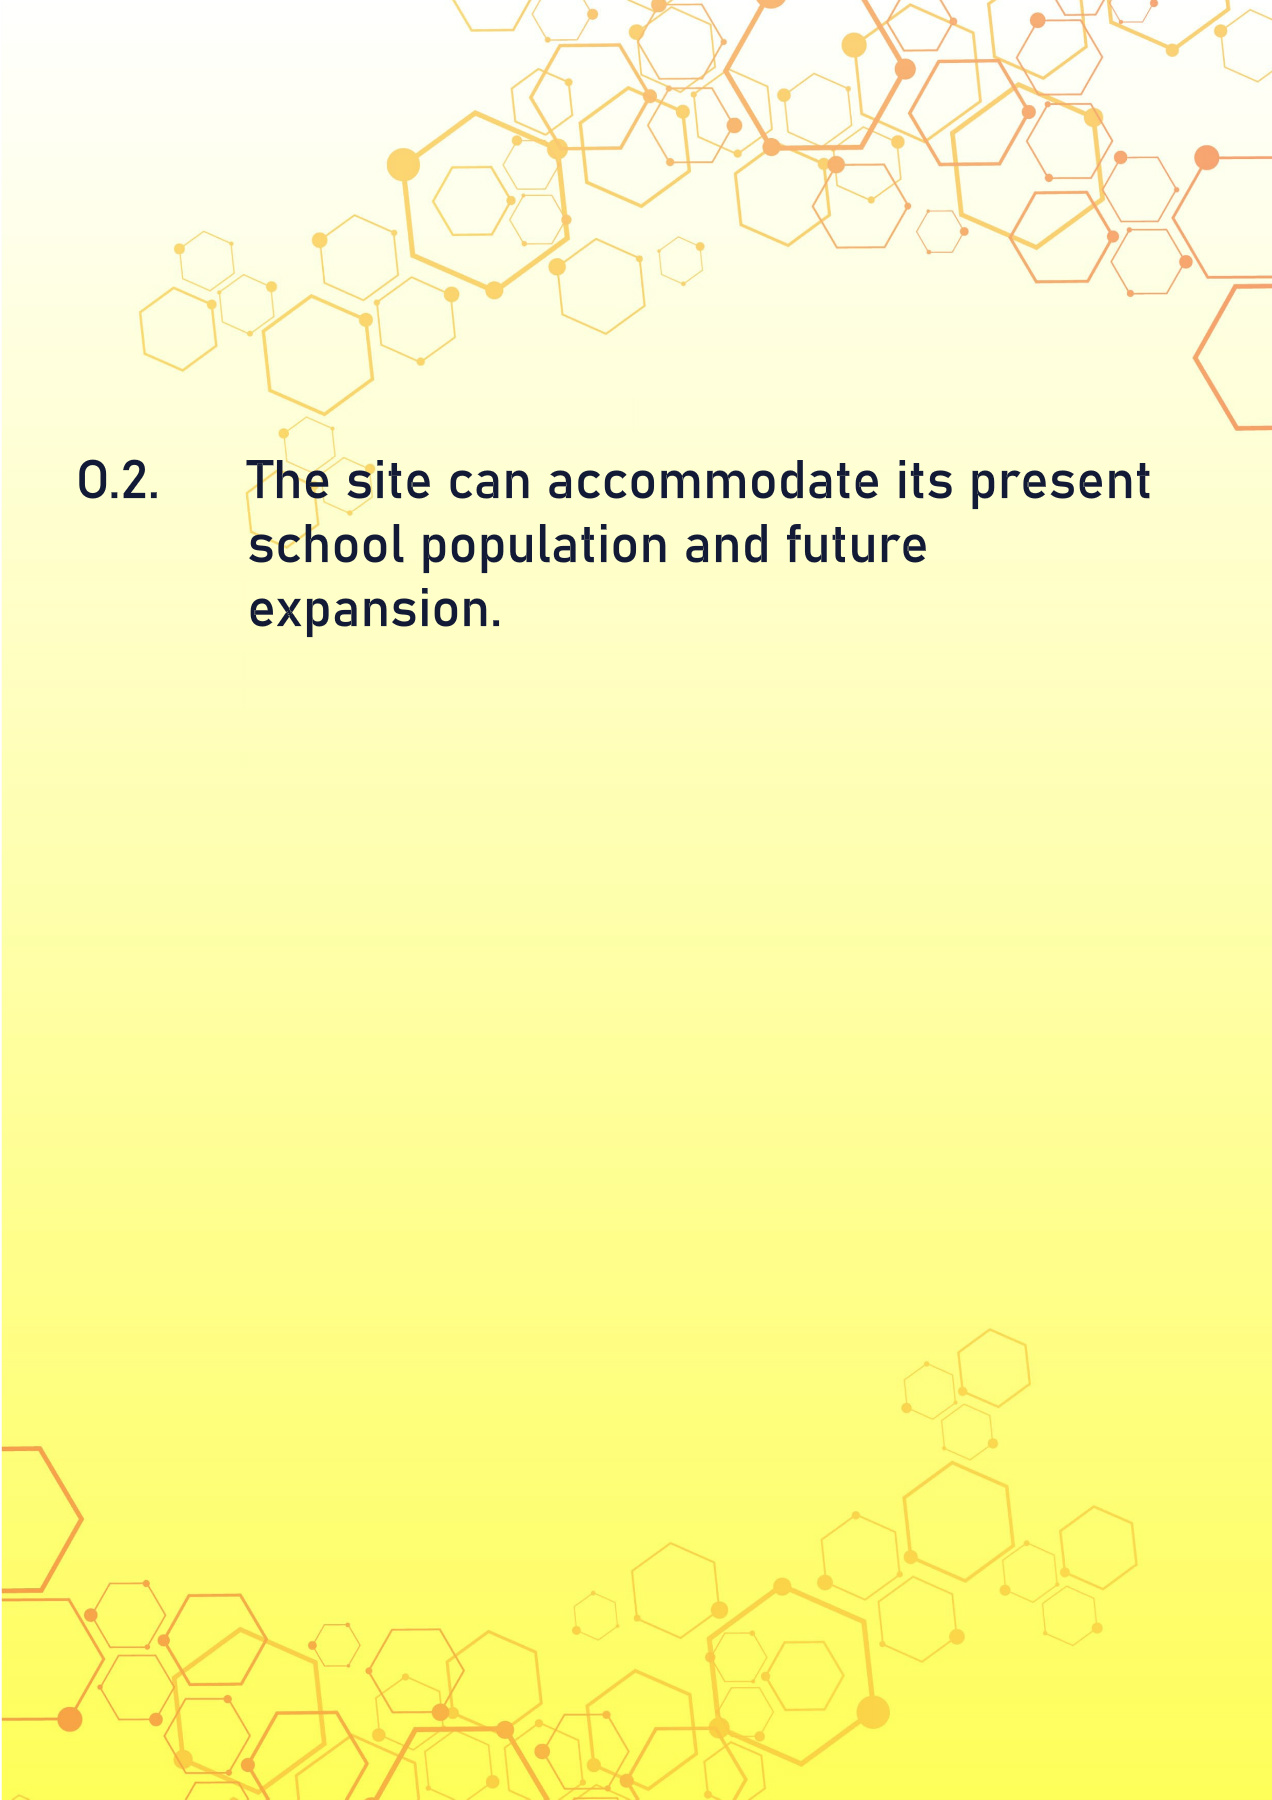 O.2. The site can accommodate its present
school population and future
expansion.